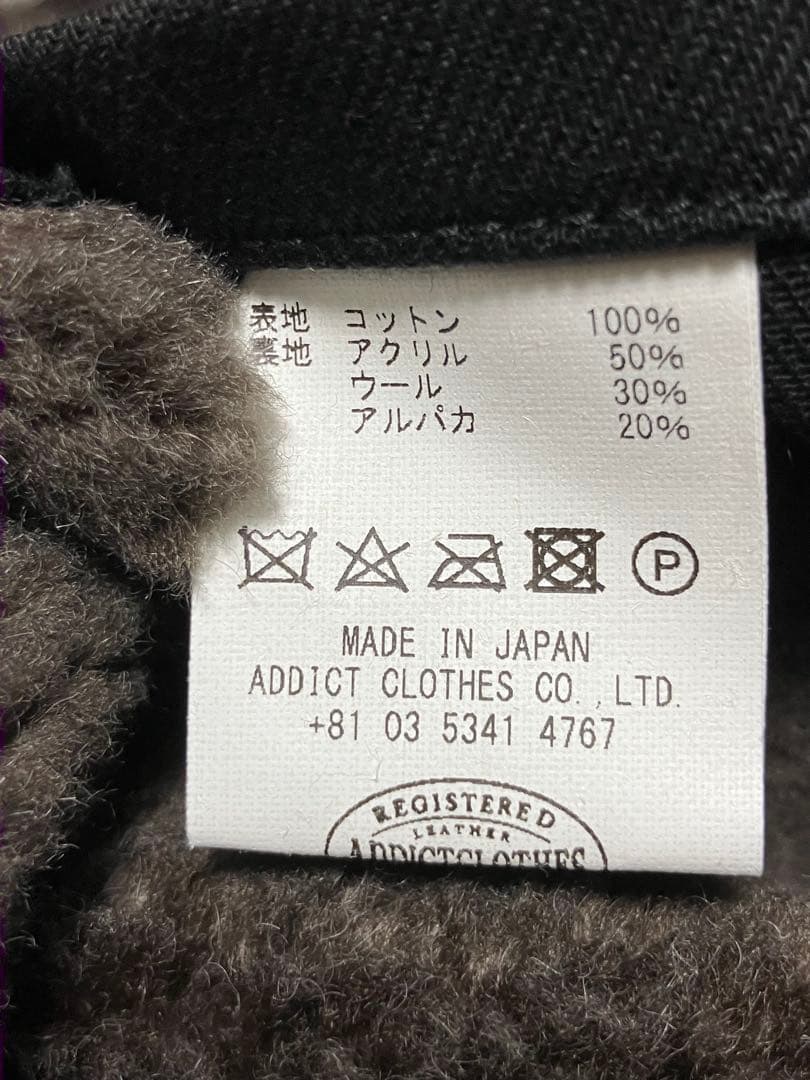 表地 コットン 100%
裏地 アクリル 50%
ウール 30%
アルパカ 20%
P
MADE IN JAPAN
ADDICT CLOTHES CO.,LTD.
+81 03 5341 4767
REGISTERED
LEATHER
ADDICTCLOTHES